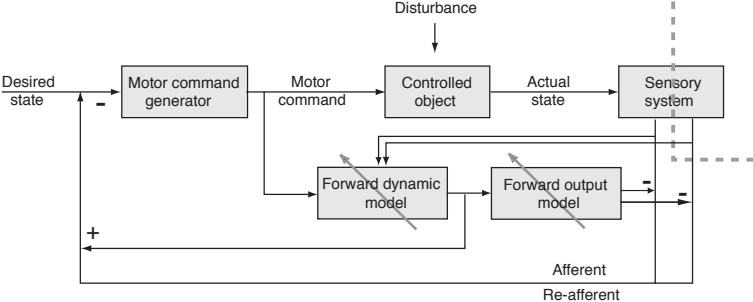 Disturbance
Desired
state
-
Motor command
generator
Motor
command
Controlled
object
Actual
state
Sensory
system
Forward dynamic
model
Forward output
model
-
-
+
Afferent
Re-afferent